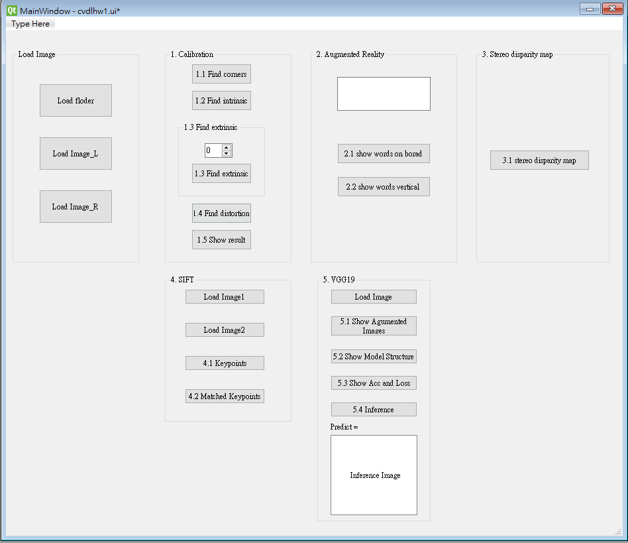 MainWindow - cvdlhw1.ui*
Type Here
Load Image
Load floder
Load Image_L
Load Image_R
1. Calibration
1.1 Find corners
1.2 Find intrinsic
1.3 Find extrinsic
0
1.3 Find extrinsic
1.4 Find distortion
1.5 Show result
2. Augmented Reality
2.1 show words on borad
2.2 show words vertical
3. Stereo disparity map
3.1 stereo disparity map
4. SIFT
Load Image1
Load Image2
4.1 Keypoints
4.2 Matched Keypoints
5. VGG19
Load Image
5.1 Show Agumented
Images
5.2 Show Model Structure
5.3 Show Acc and Loss
5.4 Inference
Predict =
Inference Image